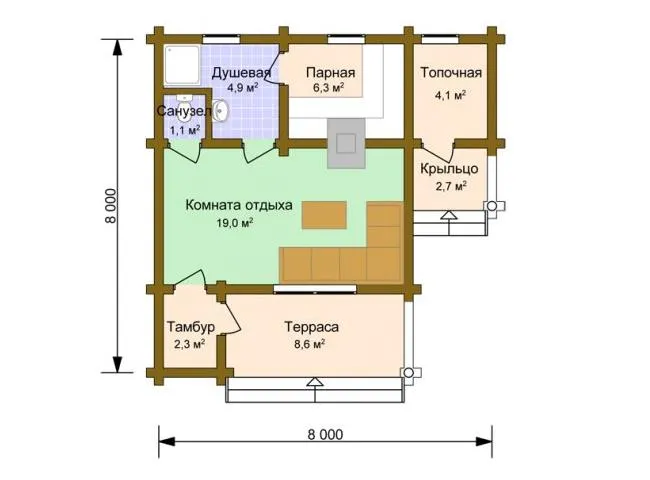 Душевая
4,9 м²
Парная
6,3 м²
Топочная
4,1 м²
Санузел
1,1 м²
Крыльцо
2,7 м²
Комната отдыха
19,0 м²
8 000
Тамбур
2,3 м²
Терраса
8,6 м²
8 000